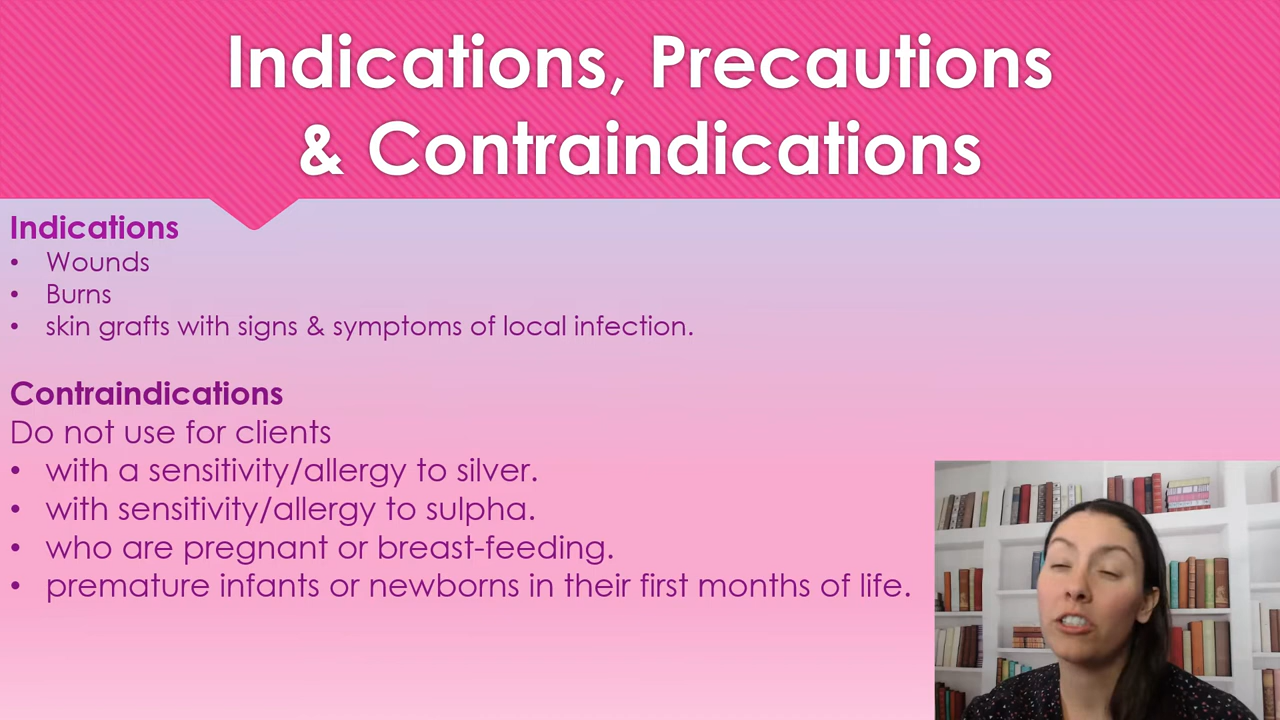 Indications, Precautions
& Contraindications
Indications
• Wounds
• Burns
• skin grafts with signs & symptoms of local infection.
Contraindications
Do not use for clients
• with a sensitivity/allergy to silver.
• with sensitivity/allergy to sulpha.
• who are pregnant or breast-feeding.
• premature infants or newborns in their first months of life.